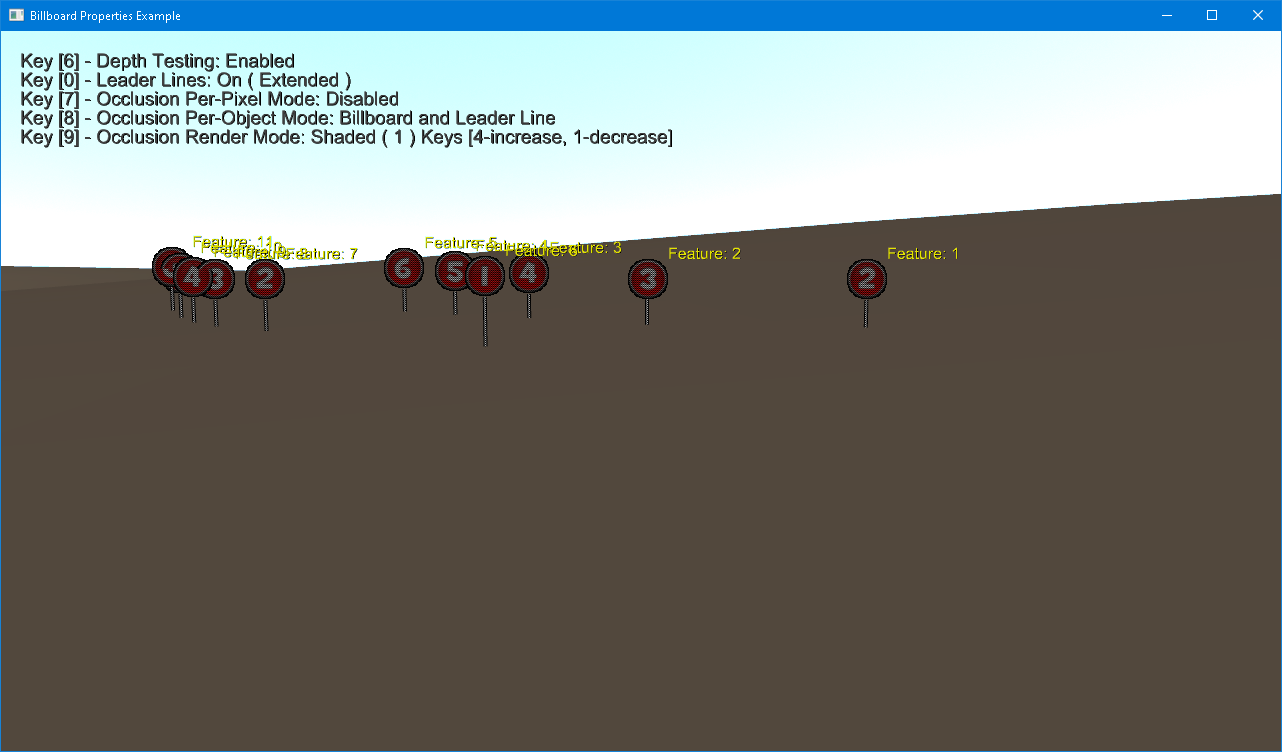 Billboard Properties Example
Key [6] - Depth Testing: Enabled
Key [0] - Leader Lines: On ( Extended )
Key [7] - Occlusion Per-Pixel Mode: Disabled
Key [8] - Occlusion Per-Object Mode: Billboard and Leader Line
Key [9] - Occlusion Render Mode: Shaded ( 1 ) Keys [4-increase, 1-decrease]
Feature: 11
Feature: 7
Feature: 5
Feature: 3
Feature: 2
Feature: 1
4
3
2
6
5
1
4
3
2